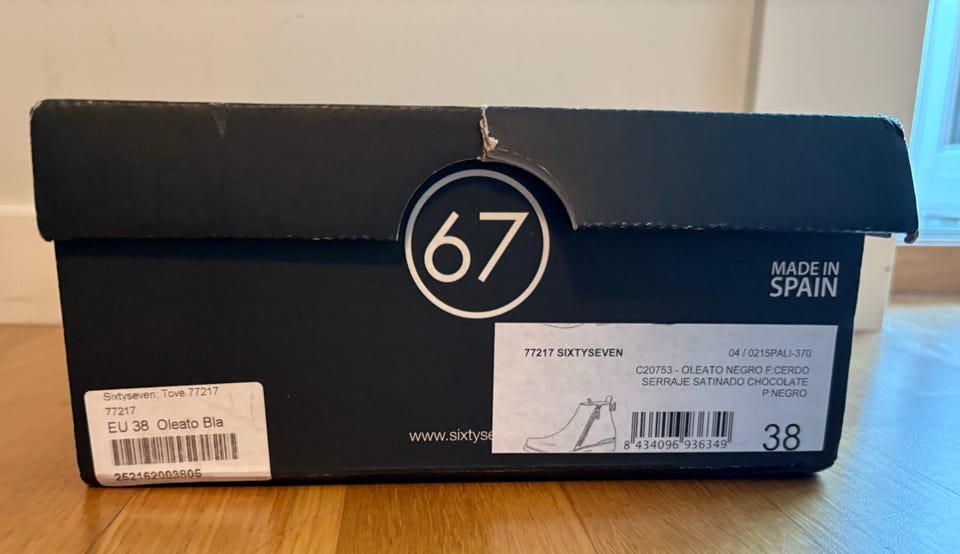 67
MADE IN
SPAIN
77217 SIXTYSEVEN
04 / 0215PALI-370
C20753 - OLEATO NEGRO F:CERDO
SERRAJE SATINADO CHOCOLATE
P:NEGRO
8 434096 936349
38
Sixtyseven: Tove 77217
77217
EU 38 Oleato Bla
252162003805
www.sixtyse